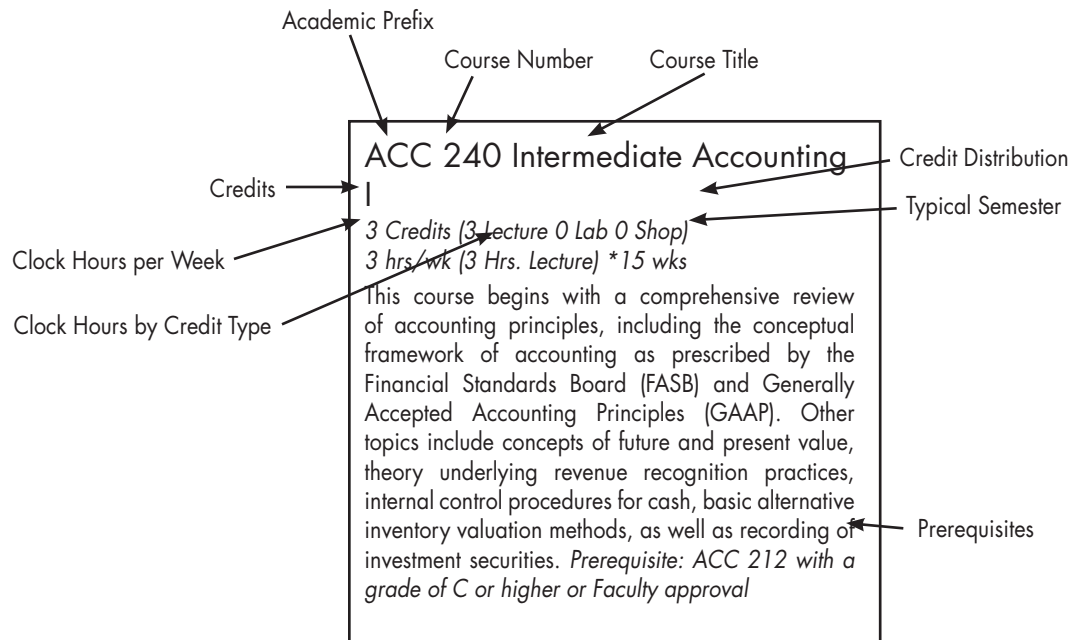 Academic Prefix
Course Number
Course Title
ACC 240 Intermediate Accounting
I
Credit Distribution
Credits
Typical Semester
3 Credits (3 Lecture 0 Lab 0 Shop)
Clock Hours per Week
3 hrs/wk (3 Hrs. Lecture) *15 wks
This course begins with a comprehensive review
Clock Hours by Credit Type
of accounting principles, including the conceptual
framework of accounting as prescribed by the
Financial Standards Board (FASB) and Generally
Accepted Accounting Principles (GAAP). Other
topics include concepts of future and present value,
theory underlying revenue recognition practices,
internal control procedures for cash, basic alternative
inventory valuation methods, as well as recording of
Prerequisites
investment securities. Prerequisite: ACC 212 with a
grade of C or higher or Faculty approval